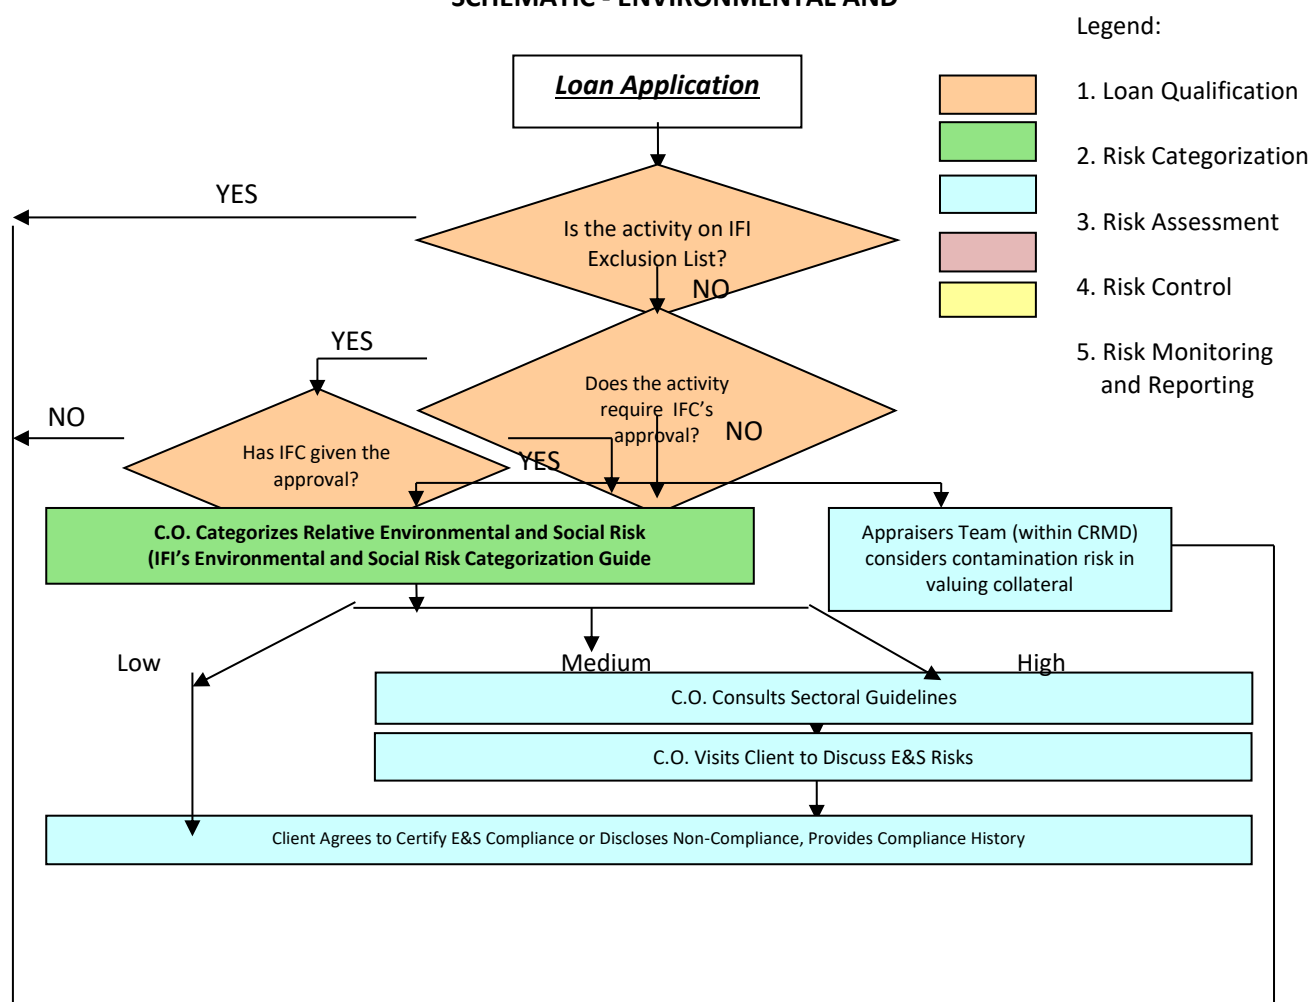 SCHEMATIC - ENVIRONMENTAL AND
Legend:
Loan Application
1. Loan Qualification
2. Risk Categorization
3. Risk Assessment
4. Risk Control
5. Risk Monitoring
and Reporting
YES
Is the activity on IFI
Exclusion List?
NO
YES
Does the activity
require IFC’s
approval?
NO
NO
Has IFC given the
approval?
YES
C.O. Categorizes Relative Environmental and Social Risk
(IFI’s Environmental and Social Risk Categorization Guide
Appraisers Team (within CRMD)
considers contamination risk in
valuing collateral
Low
Medium
High
C.O. Consults Sectoral Guidelines
C.O. Visits Client to Discuss E&S Risks
Client Agrees to Certify E&S Compliance or Discloses Non-Compliance, Provides Compliance History